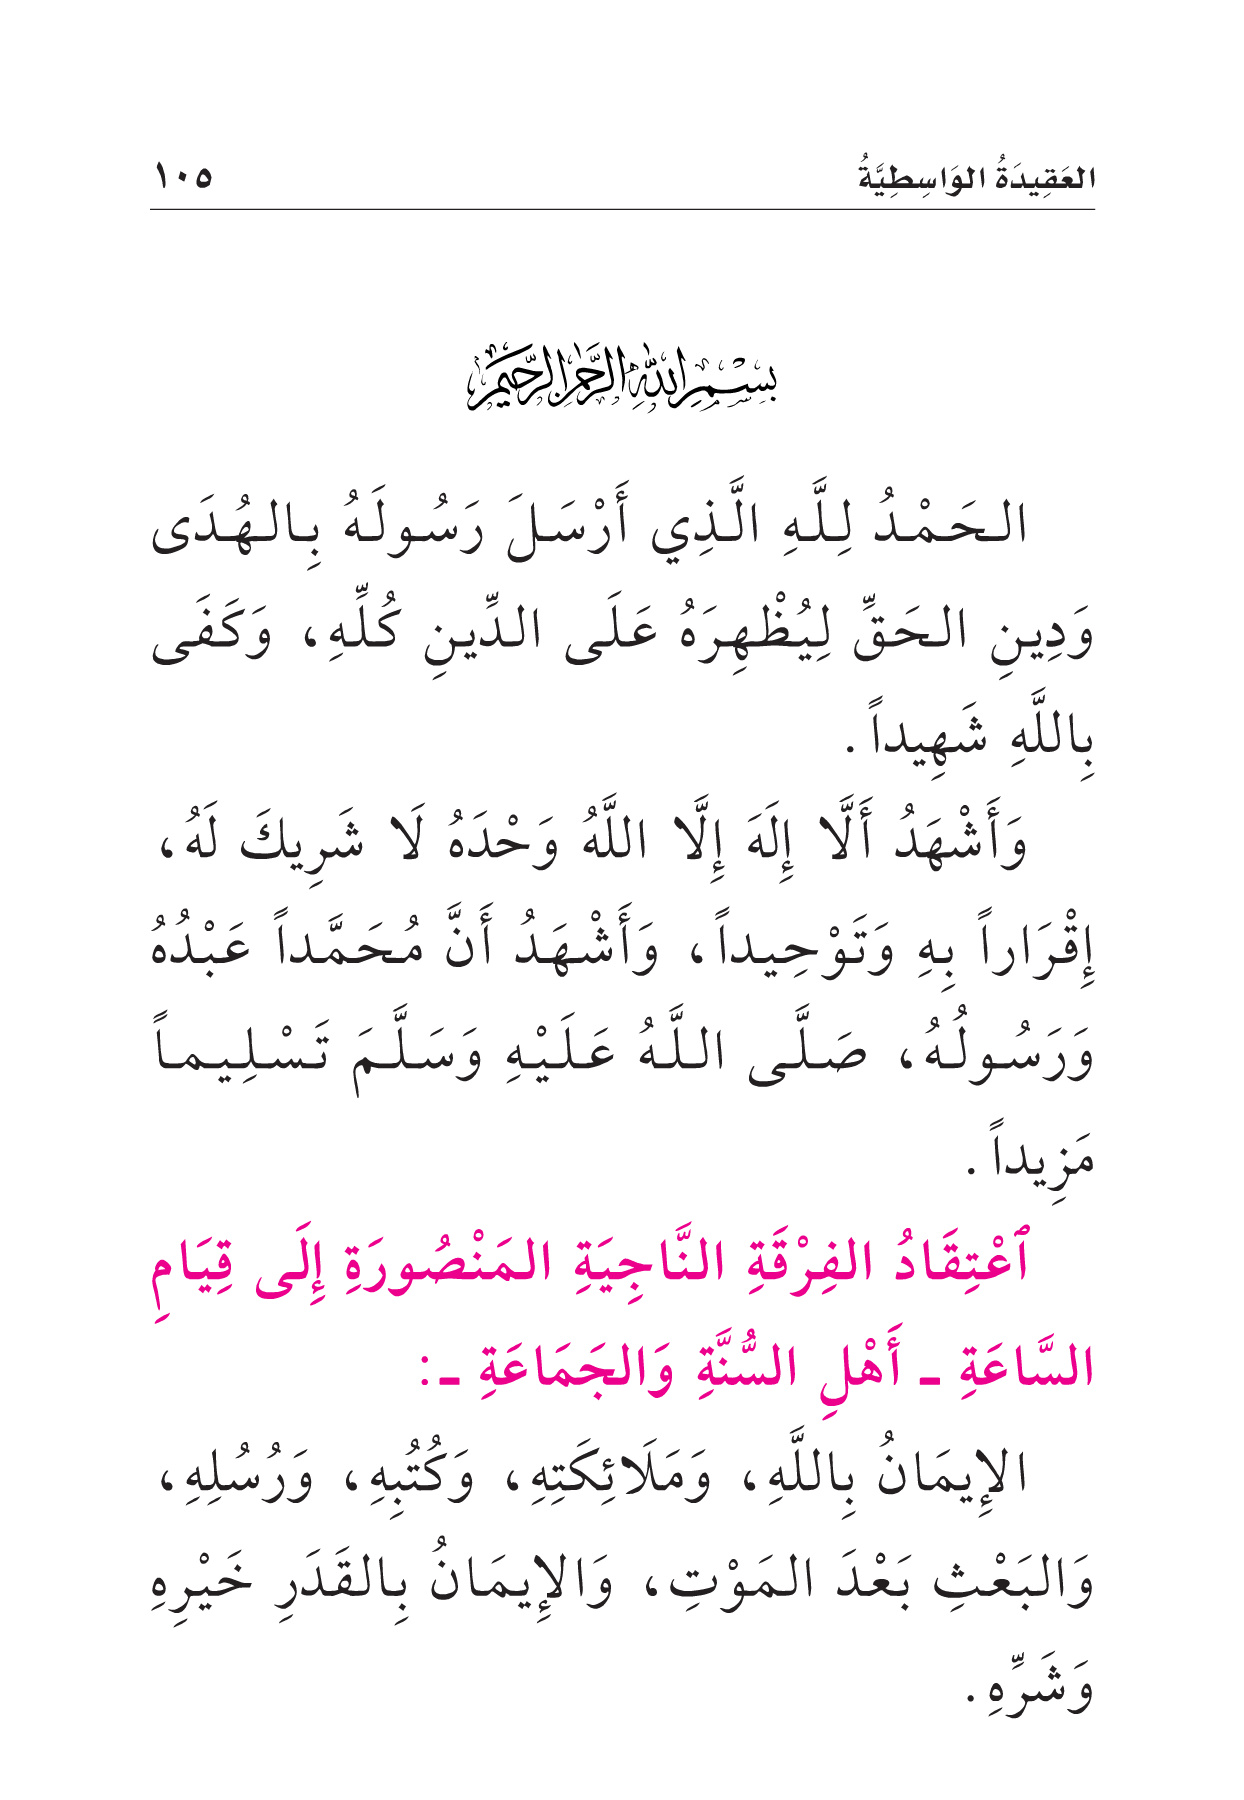 العَقِيدَةُ الوَاسِطِيَّةُ ١٠٥
بِسْمِ اللَّهِ الرَّحْمَنِ الرَّحِيمِ
الحَمْدُ لِلَّهِ الَّذِي أَرْسَلَ رَسُولَهُ بِالهُدَى
وَدِينِ الحَقِّ لِيُظْهِرَهُ عَلَى الدِّينِ كُلِّهِ، وَكَفَى
بِاللَّهِ شَهِيداً.
وَأَشْهَدُ أَلَّا إِلَهَ إِلَّا اللَّهُ وَحْدَهُ لَا شَرِيكَ لَهُ،
إِقْرَاراً بِهِ وَتَوْحِيداً، وَأَشْهَدُ أَنَّ مُحَمَّداً عَبْدُهُ
وَرَسُولُهُ، صَلَّى اللَّهُ عَلَيْهِ وَسَلَّمَ تَسْلِيماً
مَزِيداً.
ٱعْتِقَادُ الفِرْقَةِ النَّاجِيَةِ المَنْصُورَةِ إِلَى قِيَامِ
السَّاعَةِ - أَهْلِ السُّنَّةِ وَالجَمَاعَةِ -:
الإِيمَانُ بِاللَّهِ، وَمَلَائِكَتِهِ، وَكُتُبِهِ، وَرُسُلِهِ،
وَالبَعْثِ بَعْدَ المَوْتِ، وَالإِيمَانُ بِالقَدَرِ خَيْرِهِ
وَشَرِّهِ.